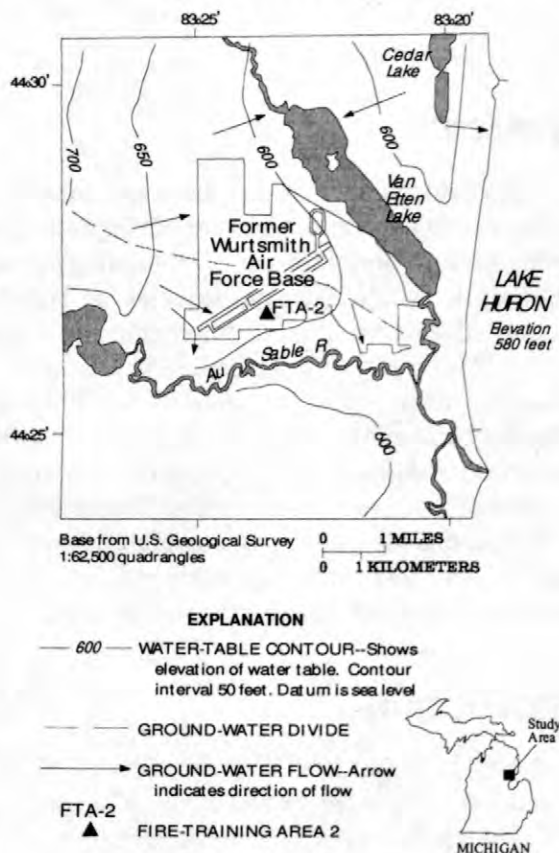 83°25'
83°20'
44°30'
Cedar
Lake
700
650
600
600
Van
Etten
Lake
Former
Wurtsmith
Air
Force Base
FTA-2
LAKE
HURON
Elevation
580 feet
Au Sable R
600
44°25'
Base from U.S. Geological Survey
1:62,500 quadrangles
0 1 MILES
0 1 KILOMETERS
EXPLANATION
600 WATER-TABLE CONTOUR--Shows
elevation of water table. Contour
interval 50 feet. Datum is sea level
GROUND-WATER DIVIDE
GROUND-WATER FLOW--Arrow
indicates direction of flow
FTA-2
FIRE-TRAINING AREA 2
Study
Area
MICHIGAN